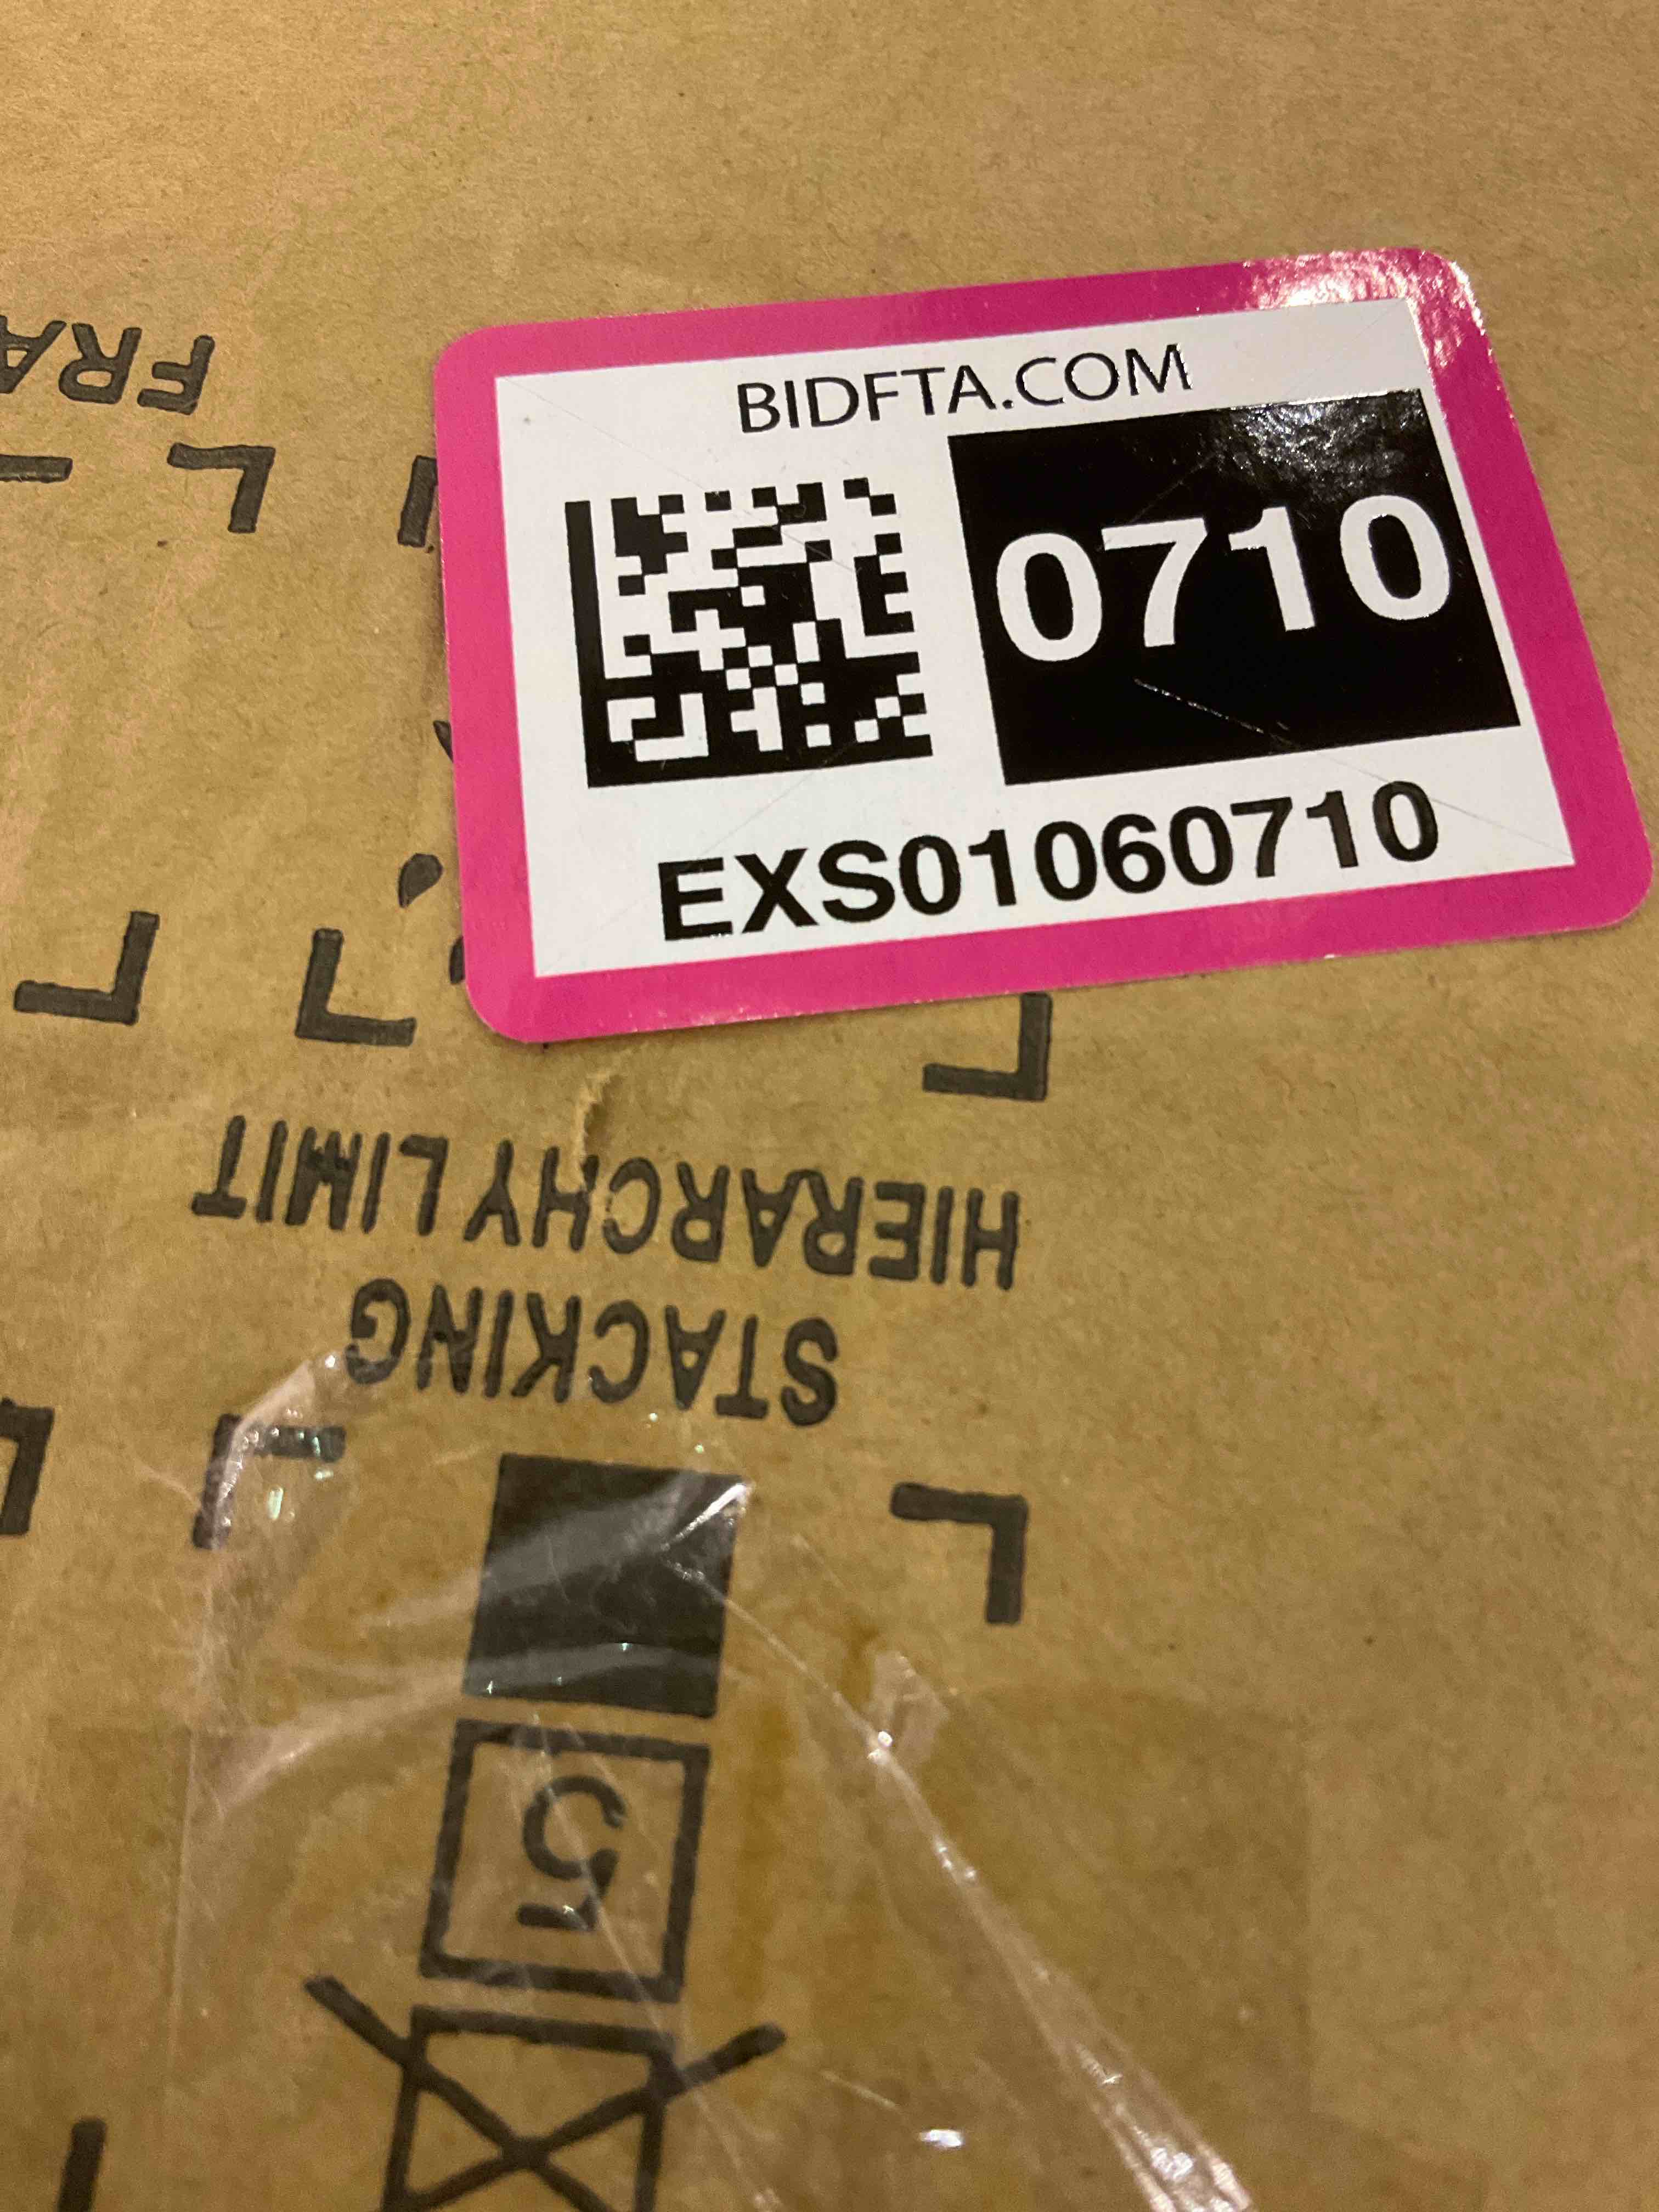 BIDFTA.COM
0710
EXS01060710
STACKING
HIERARCHY LIMIT
5